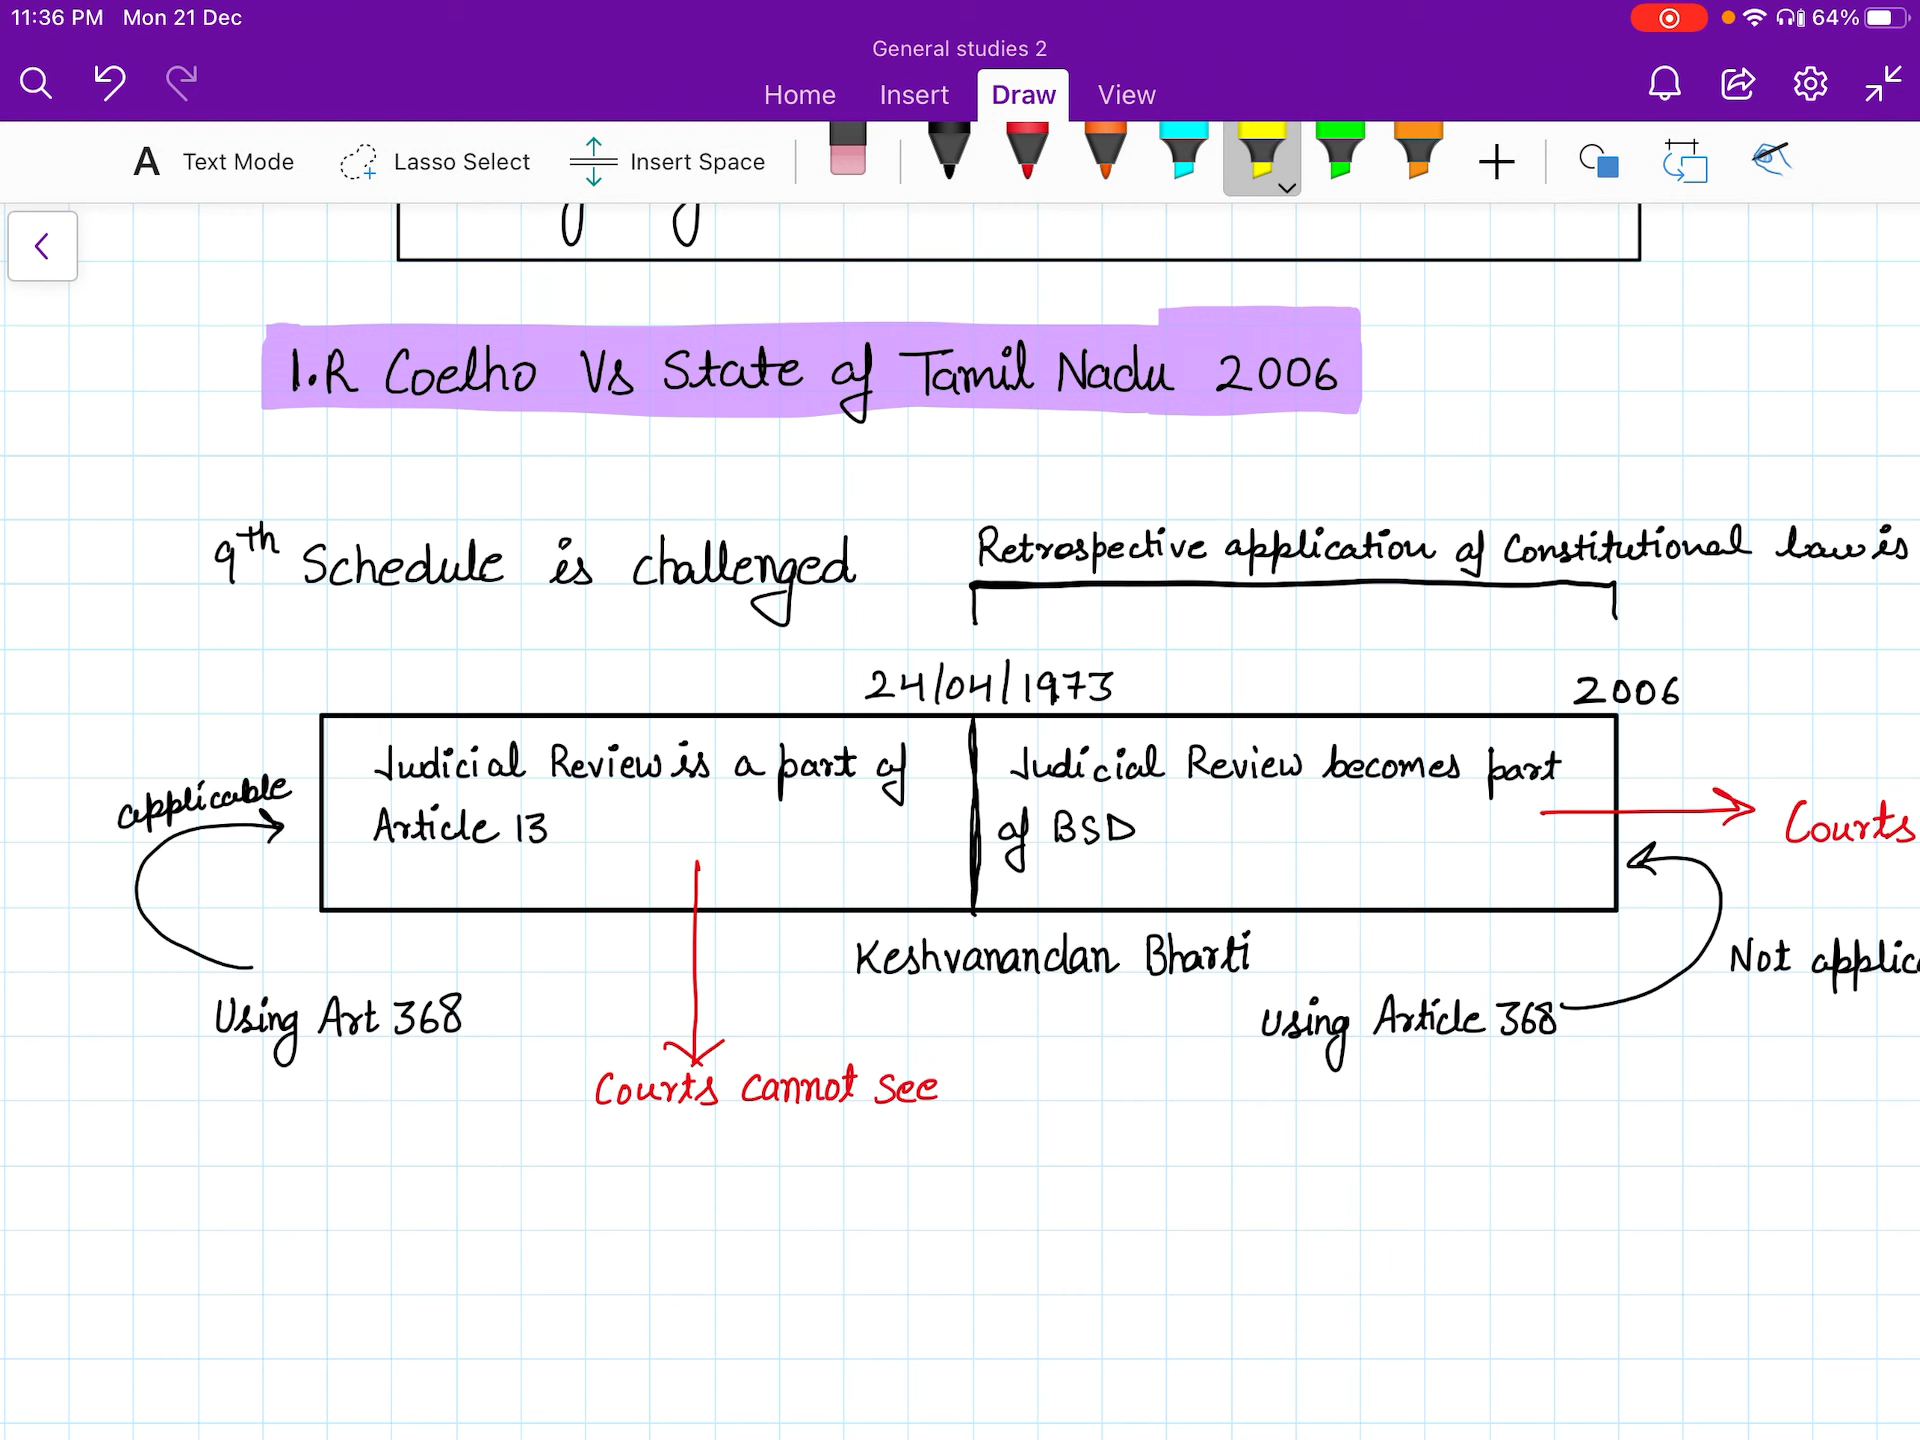 11:36 PM Mon 21 Dec
64%
General studies 2
Home Insert Draw View
A Text Mode Lasso Select Insert Space
I.R Coelho Vs State of Tamil Nadu 2006
9th Schedule is challenged
Retrospective application of Constitutional law is
24/04/1973
2006
applicable
Judicial Review is a part of
Article 13
Judicial Review becomes part
of BSD
Courts
Keshvanandan Bharti
Not applic
Using Art 368
using Article 368
Courts cannot see